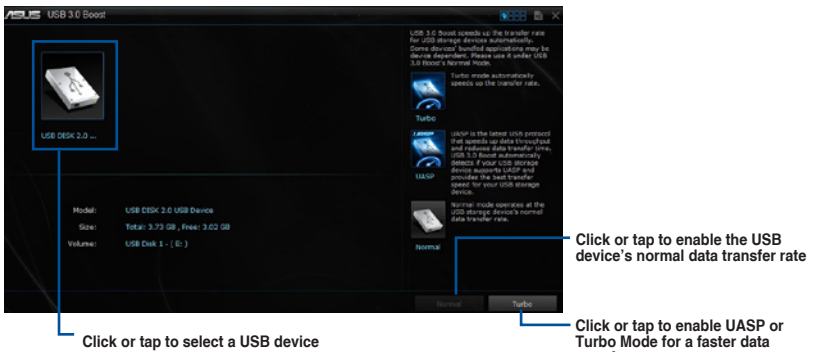 ASUS USB 3.0 Boost
USB 3.0 Boost speeds up the transfer rate
for USB storage devices automatically.
Some devices' bundled applications may be
device dependent. Please use it under USB
3.0 Boost's Normal Mode.
Turbo mode automatically
speeds up the transfer rate.
Turbo
USB DISK 2.0 ...
UASP is the latest USB protocol
that speeds up data throughput
and reduces data transfer time.
USB 3.0 Boost automatically
detects if your USB storage
device supports UASP and
provides the best transfer
speed for your USB storage
device.
UASP
Model: USB DISK 2.0 USB Device
Size: Total: 3.73 GB , Free: 3.02 GB
Volume: USB Disk 1 - ( E: )
Normal mode operates at the
USB storage device's normal
data transfer rate.
Normal
Normal Turbo
Click or tap to enable the USB
device's normal data transfer rate
Click or tap to select a USB device
Click or tap to enable UASP or
Turbo Mode for a faster data